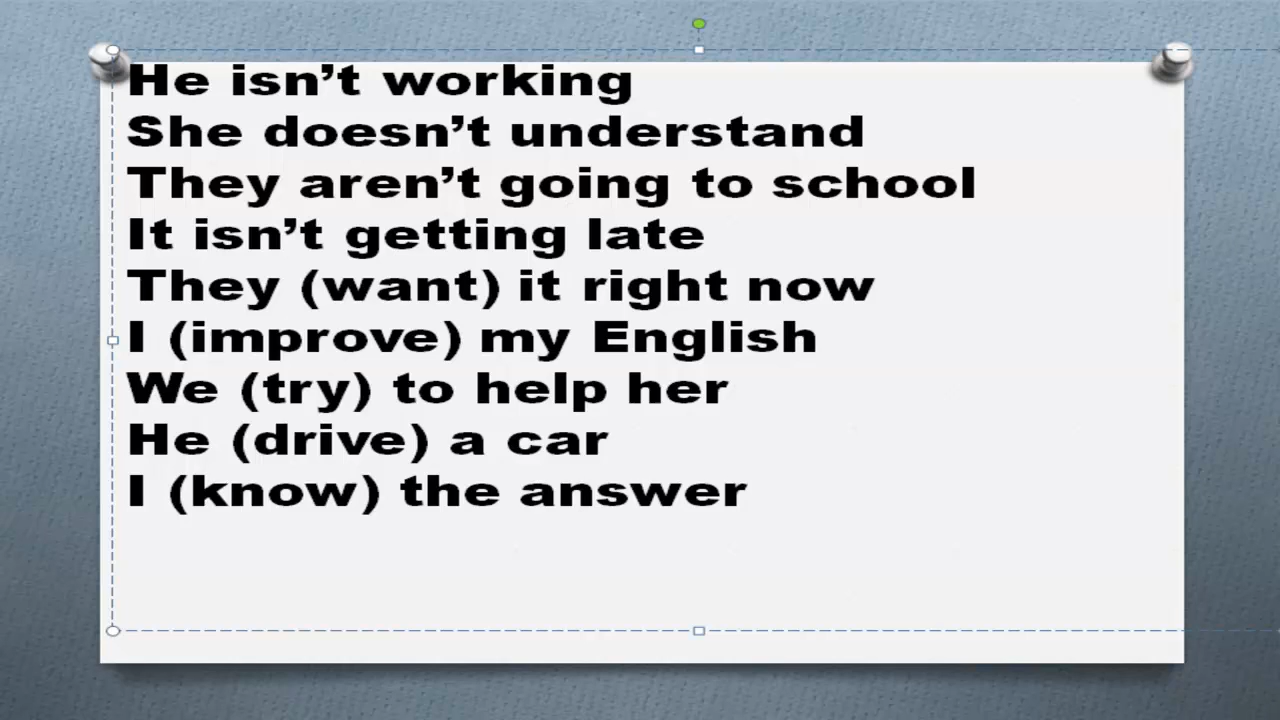 He isn’t working
She doesn’t understand
They aren’t going to school
It isn’t getting late
They (want) it right now
I (improve) my English
We (try) to help her
He (drive) a car
I (know) the answer